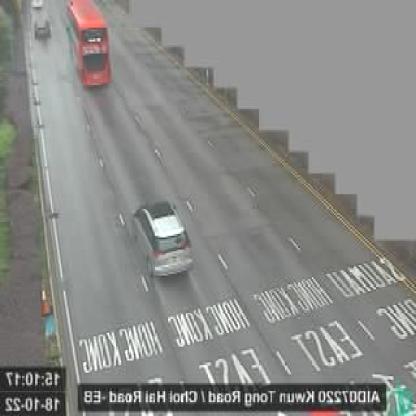 HONG KONG HONG KONG HONG KONG
EAST EAST
15:10:17
18-10-22
AID07220 Kwun Tong Road / Choi Hai Road -EB